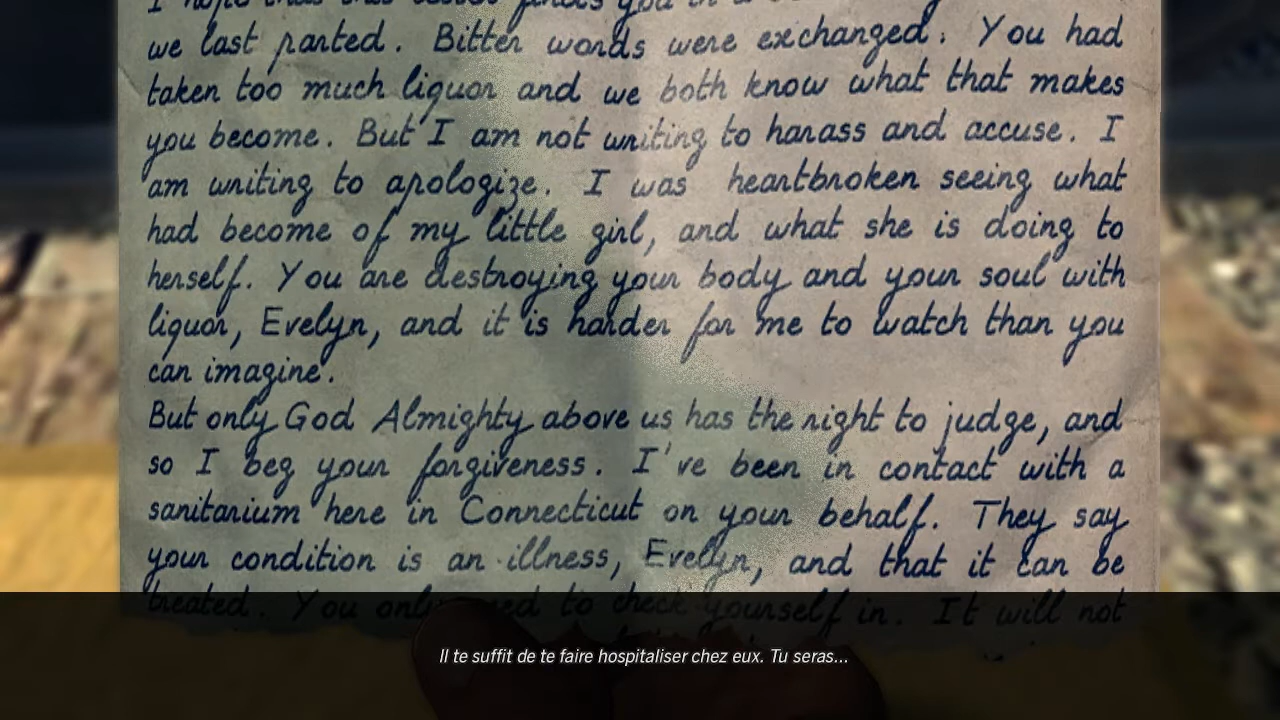 I hope that this letter finds you in a
we last parted. Bitter words were exchanged. You had
taken too much liquor and we both know what that makes
you become. But I am not writing to harass and accuse. I
am writing to apologize. I was heartbroken seeing what
had become of my little girl, and what she is doing to
herself. You are destroying your body and your soul with
liquor, Evelyn, and it is harder for me to watch than you
can imagine.
But only God Almighty above us has the right to judge, and
so I beg your forgiveness. I've been in contact with a
sanitarium here in Connecticut on your behalf. They say
your condition is an illness, Evelyn, and that it can be
treated. You only need to check yourself in. It will not
Il te suffit de te faire hospitaliser chez eux. Tu seras...